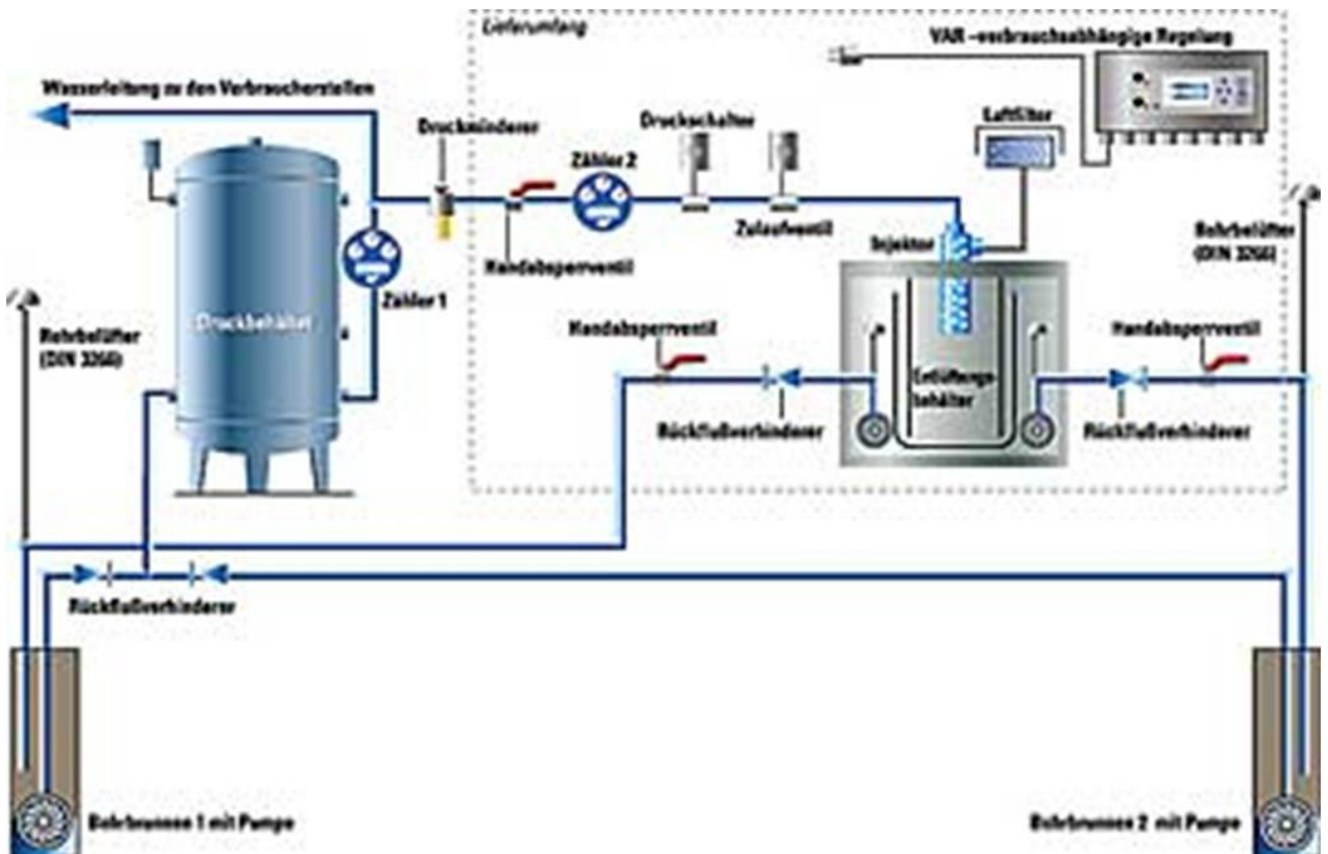 Lieferumfang
VAR -verbrauchsabhängige Regelung
Wasserleitung zu den Verbraucherstellen
Druckminderer
Druckschalter
Luftfilter
Zähler 2
Zulaufventil
Injektor
Rohrbelüfter
(DIN 3266)
Handabsperrventil
Zähler 1
Druckbehälter
Rohrbelüfter
(DIN 3266)
Handabsperrventil
Handabsperrventil
Entlüftungs-
behälter
Rückflußverhinderer
Rückflußverhinderer
Rückflußverhinderer
Bohrbrunnen 1 mit Pumpe
Bohrbrunnen 2 mit Pumpe